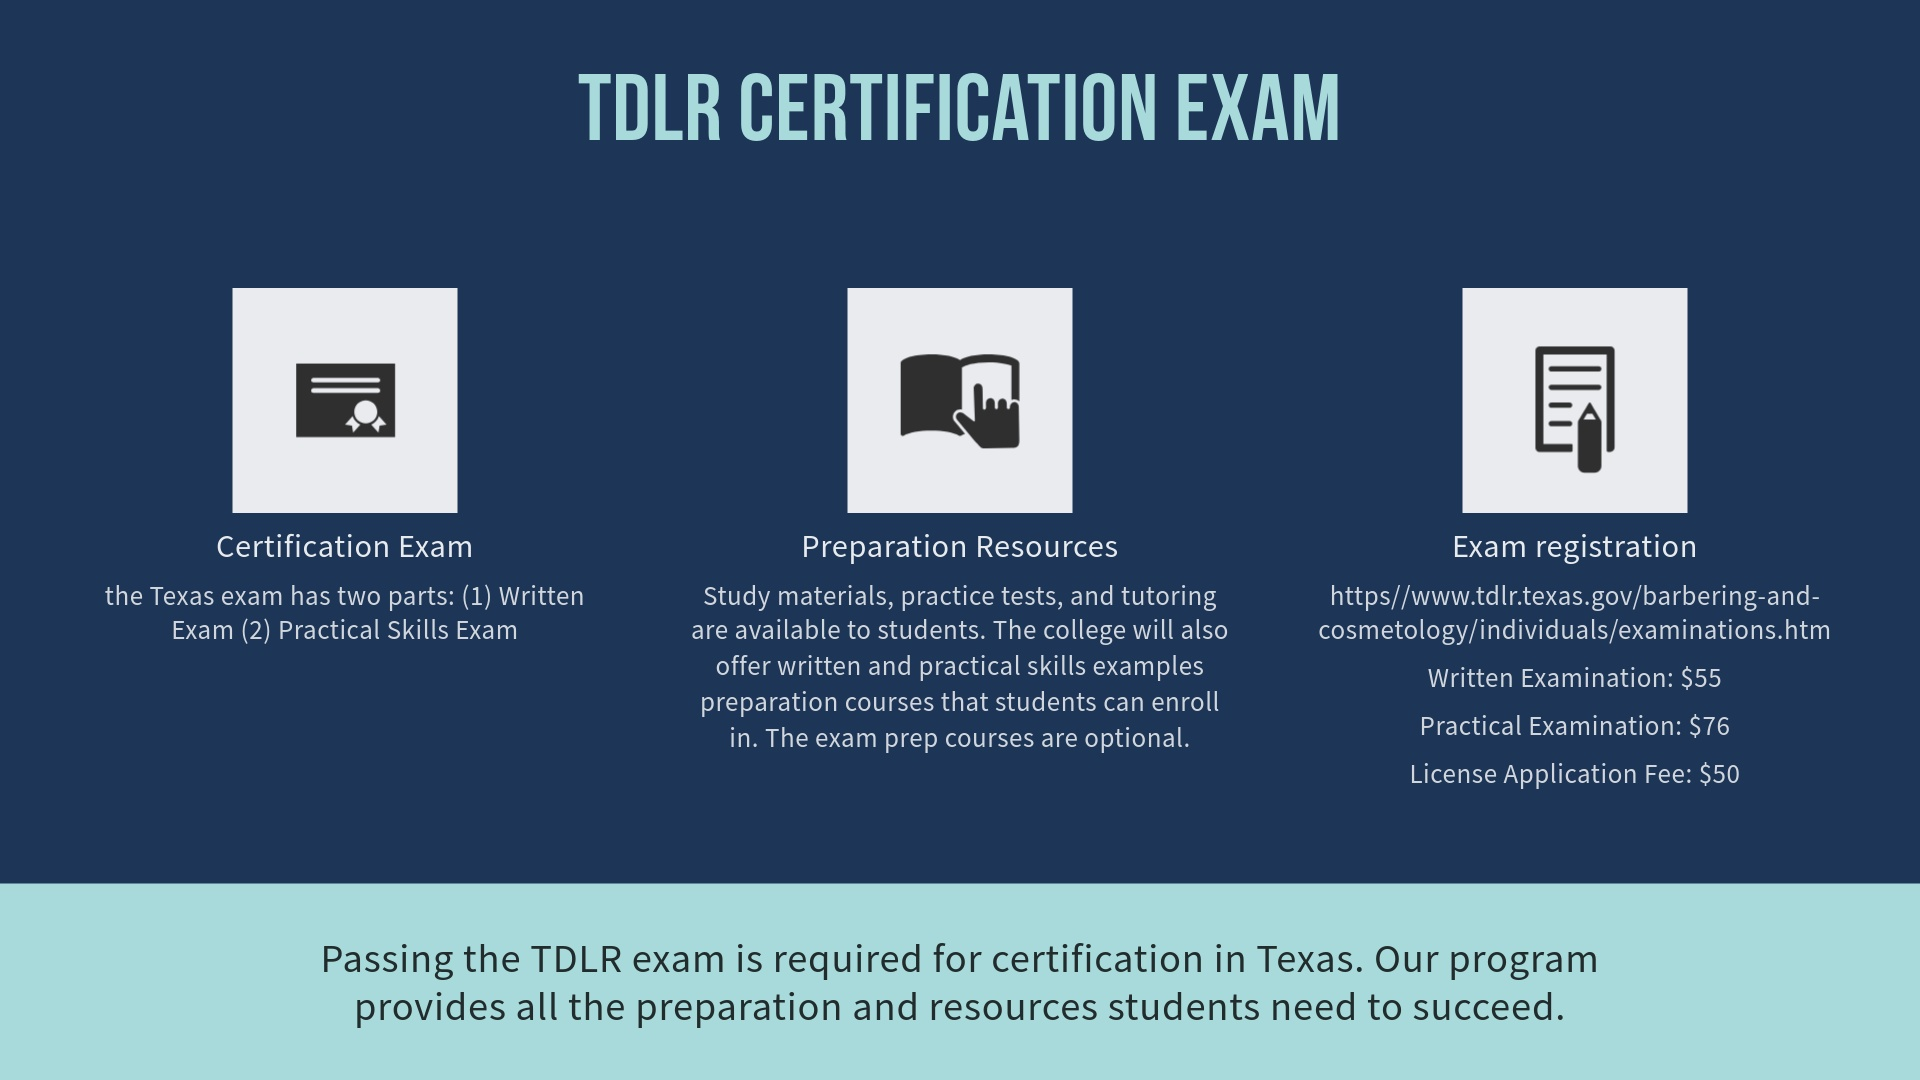 TDLR CERTIFICATION EXAM
Certification Exam
the Texas exam has two parts: (1) Written
Exam (2) Practical Skills Exam
Preparation Resources
Study materials, practice tests, and tutoring
are available to students. The college will also
offer written and practical skills examples
preparation courses that students can enroll
in. The exam prep courses are optional.
Exam registration
https//www.tdlr.texas.gov/barbering-and-
cosmetology/individuals/examinations.htm
Written Examination: $55
Practical Examination: $76
License Application Fee: $50
Passing the TDLR exam is required for certification in Texas. Our program
provides all the preparation and resources students need to succeed.